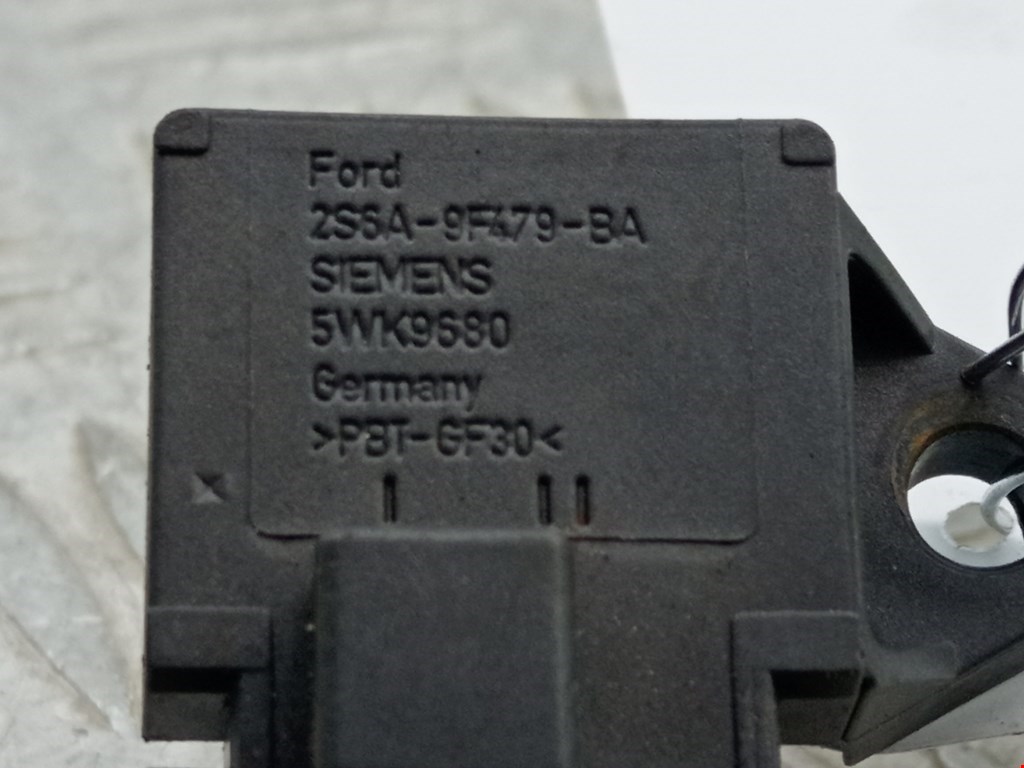 Ford
2S6A-9F479-BA
SIEMENS
5WK9680
Germany
>PBT-GF30<